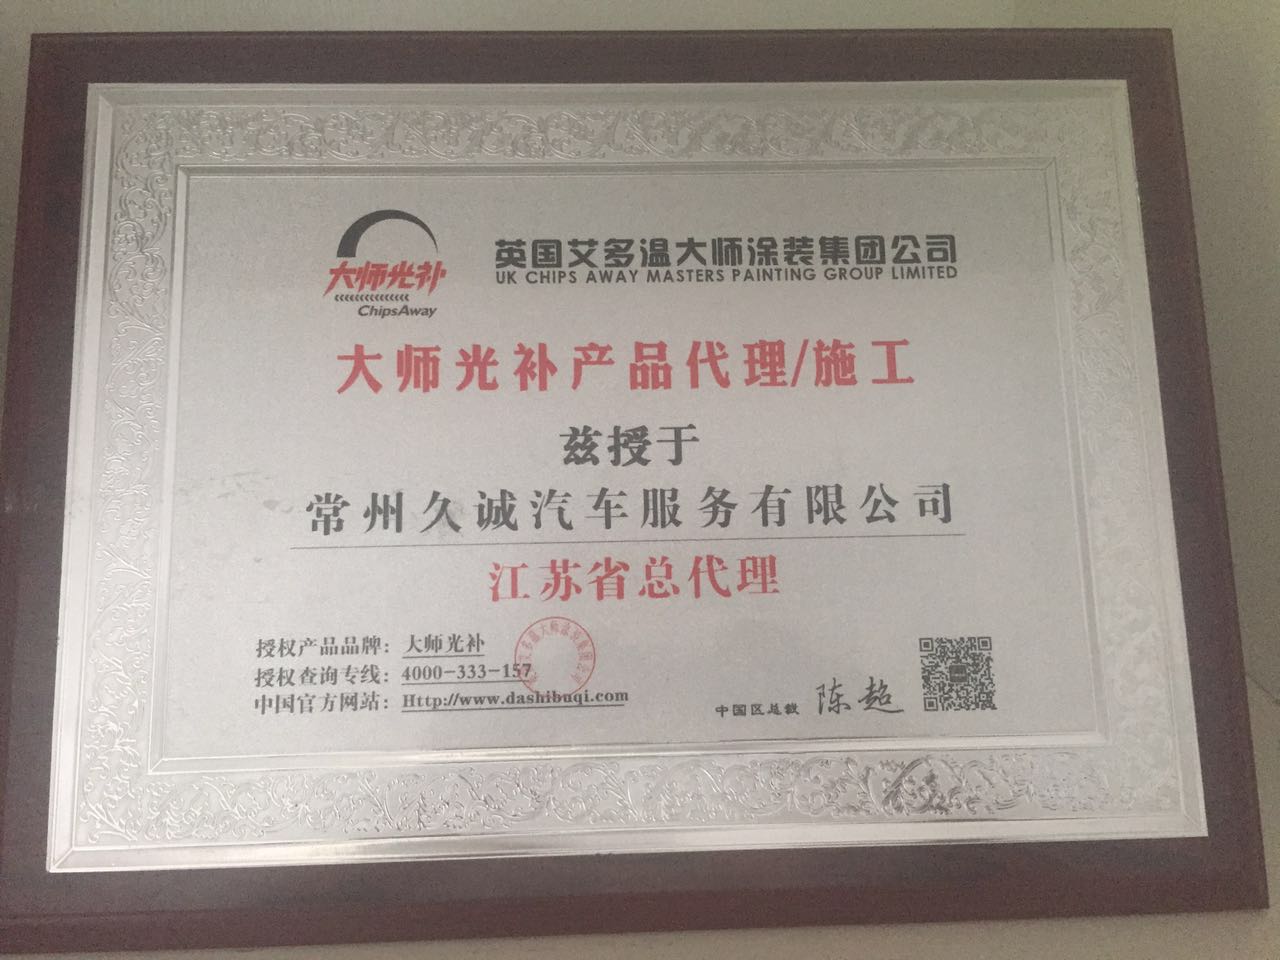 大师光补
ChipsAway
英国艾多温大师涂装集团公司
UK CHIPS AWAY MASTERS PAINTING GROUP LIMITED
大师光补产品代理/施工
兹授于
常州久诚汽车服务有限公司
江苏省总代理
授权产品品牌：大师光补
授权查询专线：4000-333-157
中国官方网站：Http://www.dashibuqi.com
中国区总裁 陈超